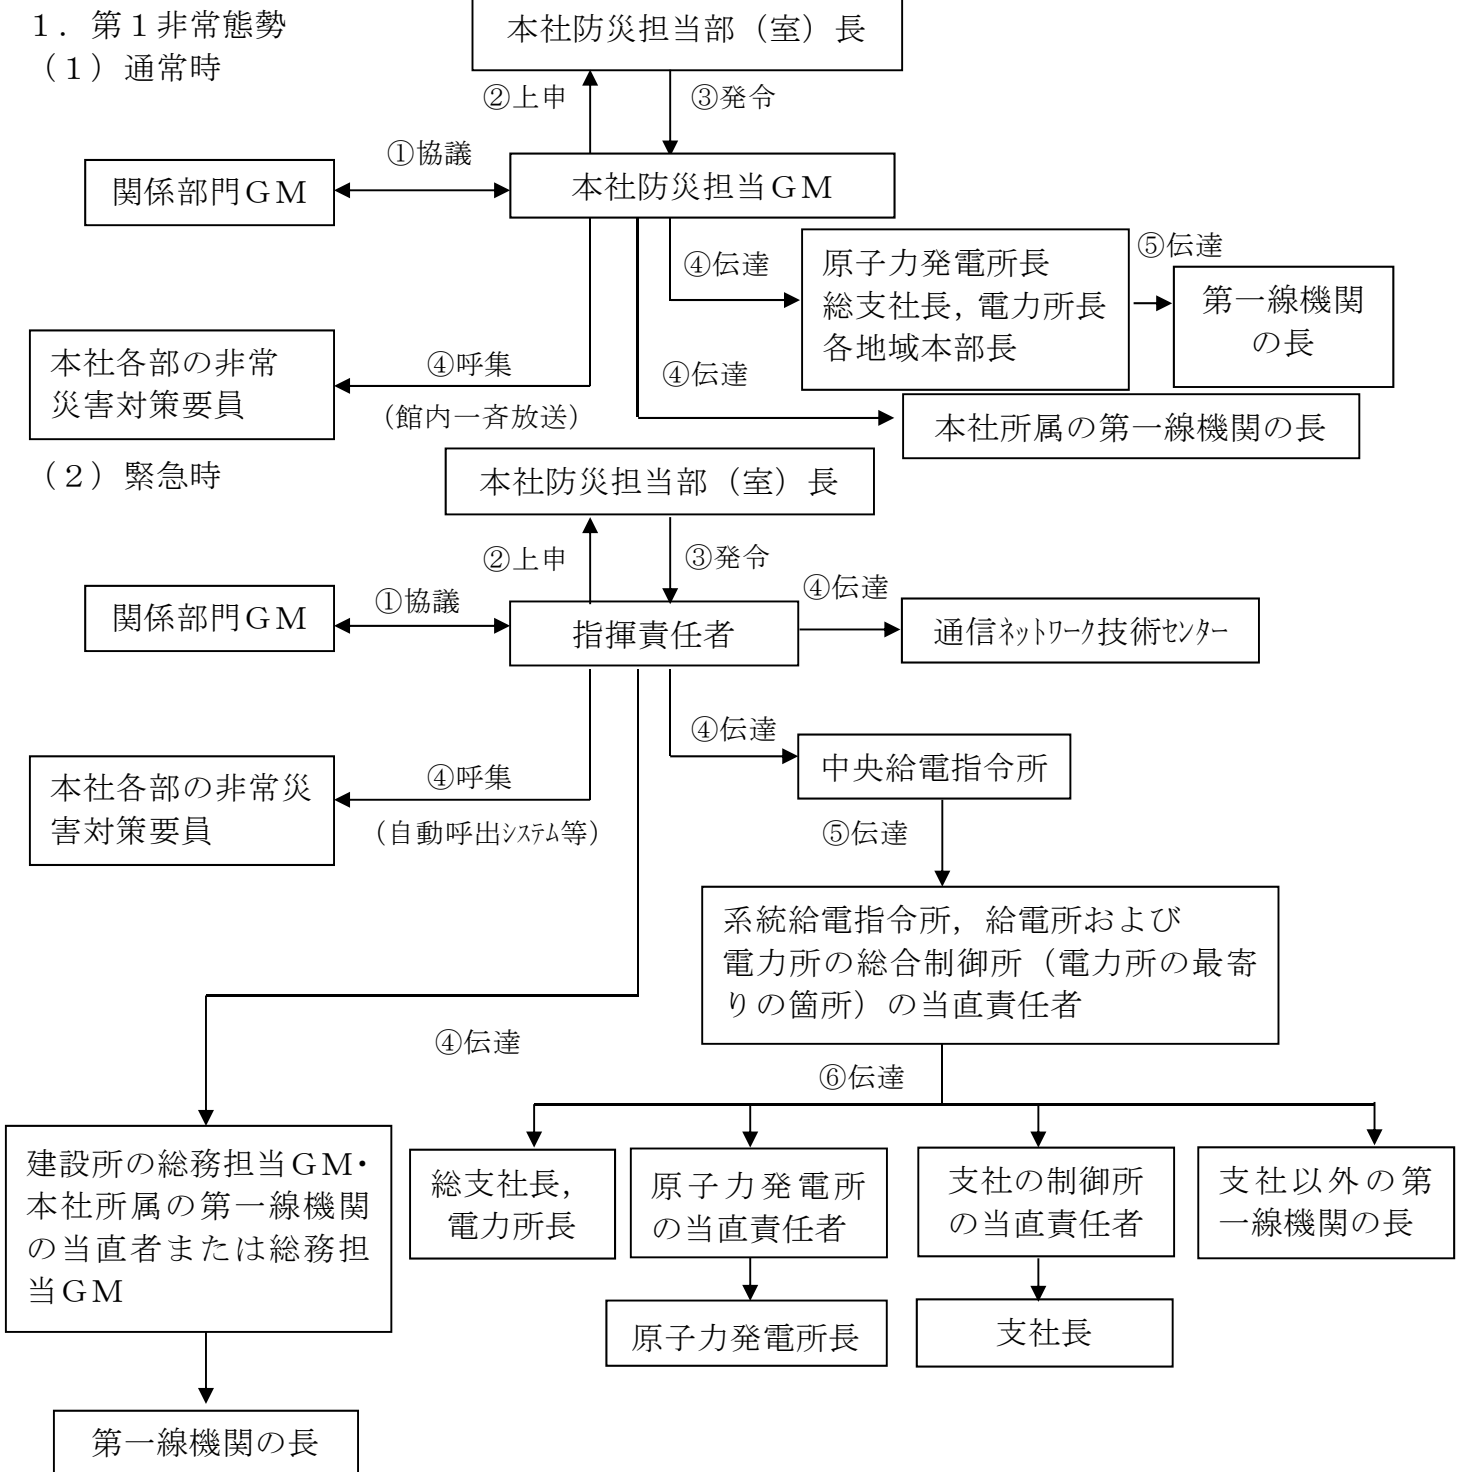 １．第１非常態勢
（１）通常時
本社防災担当部（室）長
②上申
③発令
①協議
関係部門ＧＭ
本社防災担当ＧＭ
④伝達
原子力発電所長
総支社長，電力所長
各地域本部長
⑤伝達
第一線機関
の長
本社各部の非常
災害対策要員
④呼集
（館内一斉放送）
④伝達
本社所属の第一線機関の長
（２）緊急時
本社防災担当部（室）長
②上申
③発令
①協議
関係部門ＧＭ
指揮責任者
④伝達
通信ﾈｯﾄﾜｰｸ技術ｾﾝﾀｰ
④伝達
中央給電指令所
本社各部の非常災
害対策要員
④呼集
（自動呼出ｼｽﾃﾑ等）
⑤伝達
系統給電指令所，給電所および
電力所の総合制御所（電力所の最寄
りの箇所）の当直責任者
④伝達
⑥伝達
建設所の総務担当ＧＭ・
本社所属の第一線機関
の当直者または総務担
当ＧＭ
総支社長，
電力所長
原子力発電所
の当直責任者
支社の制御所
の当直責任者
支社以外の第
一線機関の長
原子力発電所長
支社長
第一線機関の長